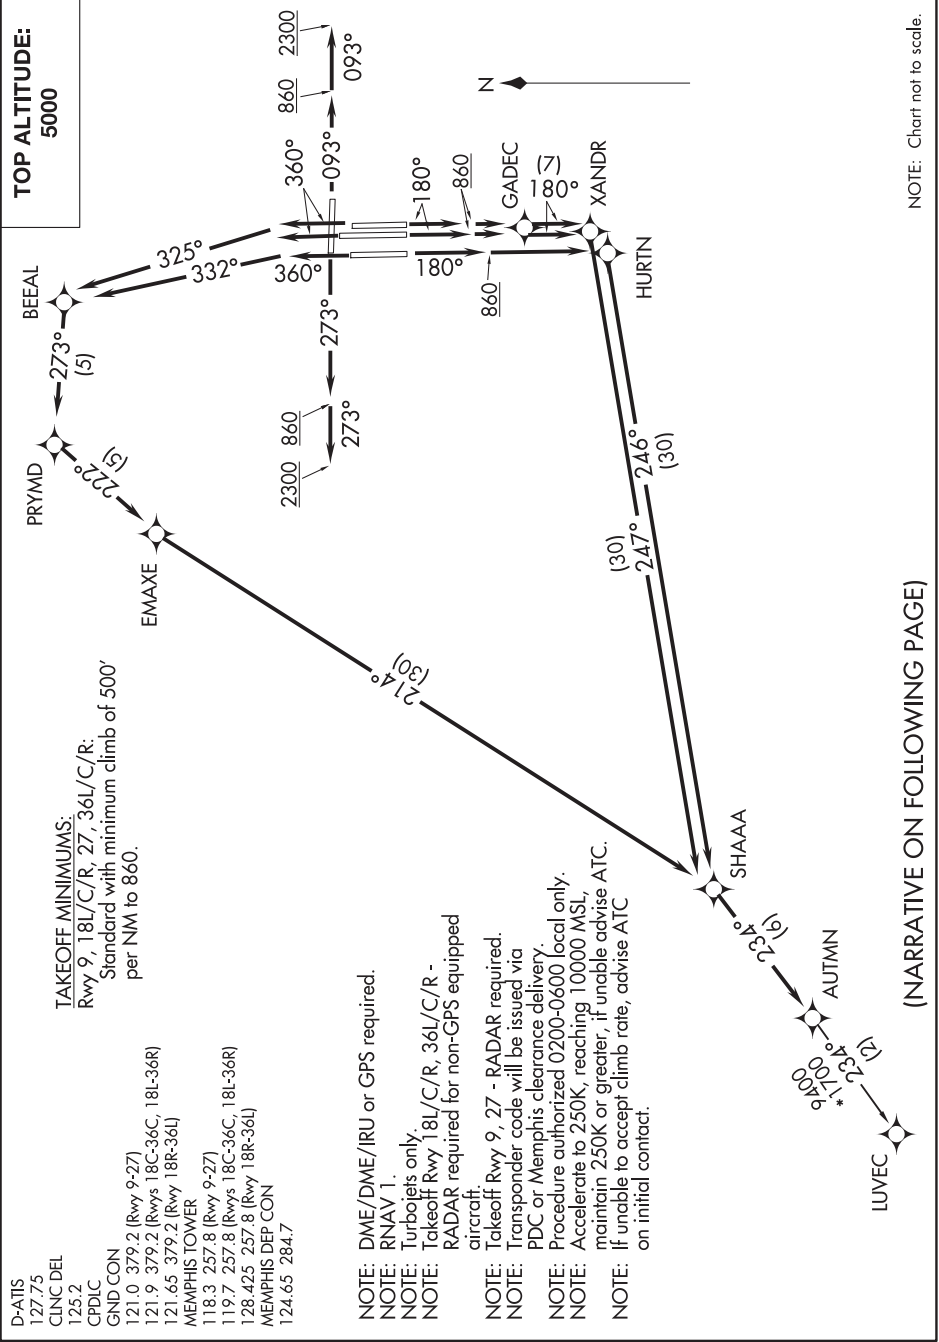 TOP ALTITUDE:
5000
D-ATIS
127.75
CLNC DEL
125.2
CPDLC
GND CON
121.0 379.2 (Rwy 9-27)
121.9 379.2 (Rwys 18C-36C, 18L-36R)
121.65 379.2 (Rwy 18R-36L)
MEMPHIS TOWER
118.3 257.8 (Rwy 9-27)
119.7 257.8 (Rwys 18C-36C, 18L-36R)
128.425 257.8 (Rwy 18R-36L)
MEMPHIS DEP CON
124.65 284.7
TAKEOFF MINIMUMS:
Rwy 9, 18L/C/R, 27, 36L/C/R:
Standard with minimum climb of 500'
per NM to 860.
BEEAL
325°
332°
273°
(5)
PRYMD
222°
(5)
EMAXE
214°
(30)
360°
360°
093°
860
2300
093°
273°
860
2300
273°
180°
860
180°
860
GADEC
(7)
180°
XANDR
HURTN
N
246°
(30)
(30)
247°
SHAAA
234°
(6)
AUTMN
9400
*1700
234°
(2)
LUVEC
NOTE: DME/DME/IRU or GPS required.
NOTE: RNAV 1.
NOTE: Turbojets only.
NOTE: Takeoff Rwy 18L/C/R, 36L/C/R -
RADAR required for non-GPS equipped
aircraft.
NOTE: Takeoff Rwy 9, 27 - RADAR required.
NOTE: Transponder code will be issued via
PDC or Memphis clearance delivery.
NOTE: Procedure authorized 0200-0600 local only.
NOTE: Accelerate to 250K, reaching 10000 MSL,
maintain 250K or greater, if unable advise ATC.
NOTE: If unable to accept climb rate, advise ATC
on initial contact.
NOTE: Chart not to scale.
(NARRATIVE ON FOLLOWING PAGE)